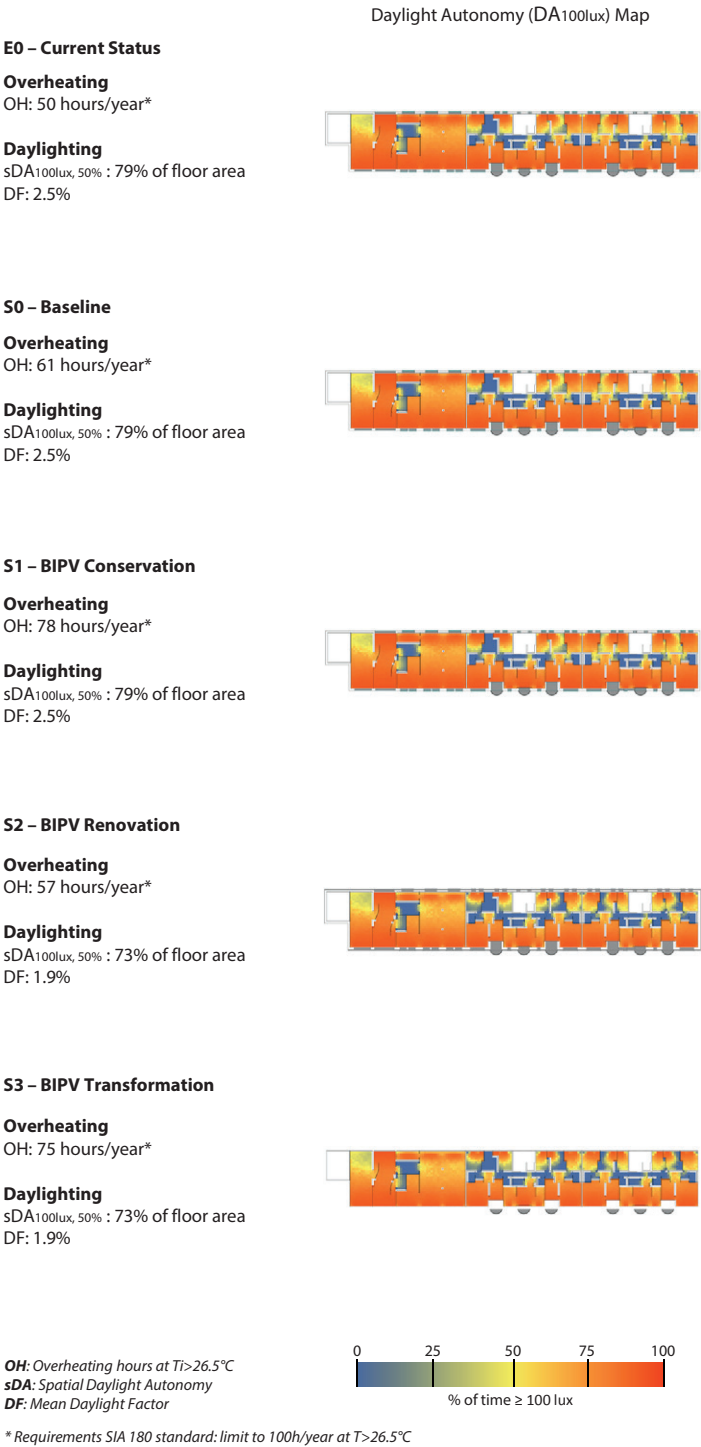 Daylight Autonomy (DA100lux) Map
E0 – Current Status
Overheating
OH: 50 hours/year*
Daylighting
sDA100lux, 50% : 79% of floor area
DF: 2.5%
S0 – Baseline
Overheating
OH: 61 hours/year*
Daylighting
sDA100lux, 50% : 79% of floor area
DF: 2.5%
S1 – BIPV Conservation
Overheating
OH: 78 hours/year*
Daylighting
sDA100lux, 50% : 79% of floor area
DF: 2.5%
S2 – BIPV Renovation
Overheating
OH: 57 hours/year*
Daylighting
sDA100lux, 50% : 73% of floor area
DF: 1.9%
S3 – BIPV Transformation
Overheating
OH: 75 hours/year*
Daylighting
sDA100lux, 50% : 73% of floor area
DF: 1.9%
0 25 50 75 100
% of time ≥ 100 lux
OH: Overheating hours at Ti>26.5°C
sDA: Spatial Daylight Autonomy
DF: Mean Daylight Factor
* Requirements SIA 180 standard: limit to 100h/year at T>26.5°C